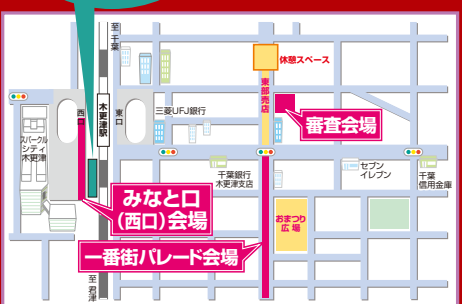 至 千葉
休憩スペース
木更津駅
西口
東口
三菱UFJ銀行
東部売店
審査会場
スパークル
シティ
木更津
千葉銀行
木更津支店
セブン
イレブン
千葉
信用金庫
みなと口
(西口)会場
おまつり
広場
一番街パレード会場
至 君津